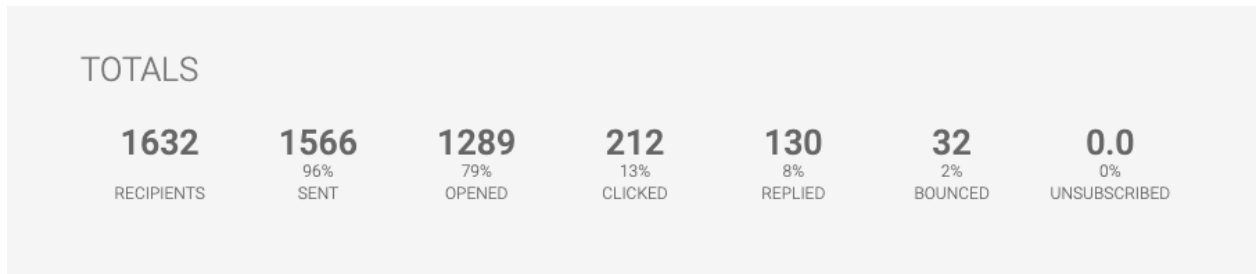 TOTALS
1632 1566 1289 212 130 32 0.0
96% 79% 13% 8% 2% 0%
RECIPIENTS SENT OPENED CLICKED REPLIED BOUNCED UNSUBSCRIBED